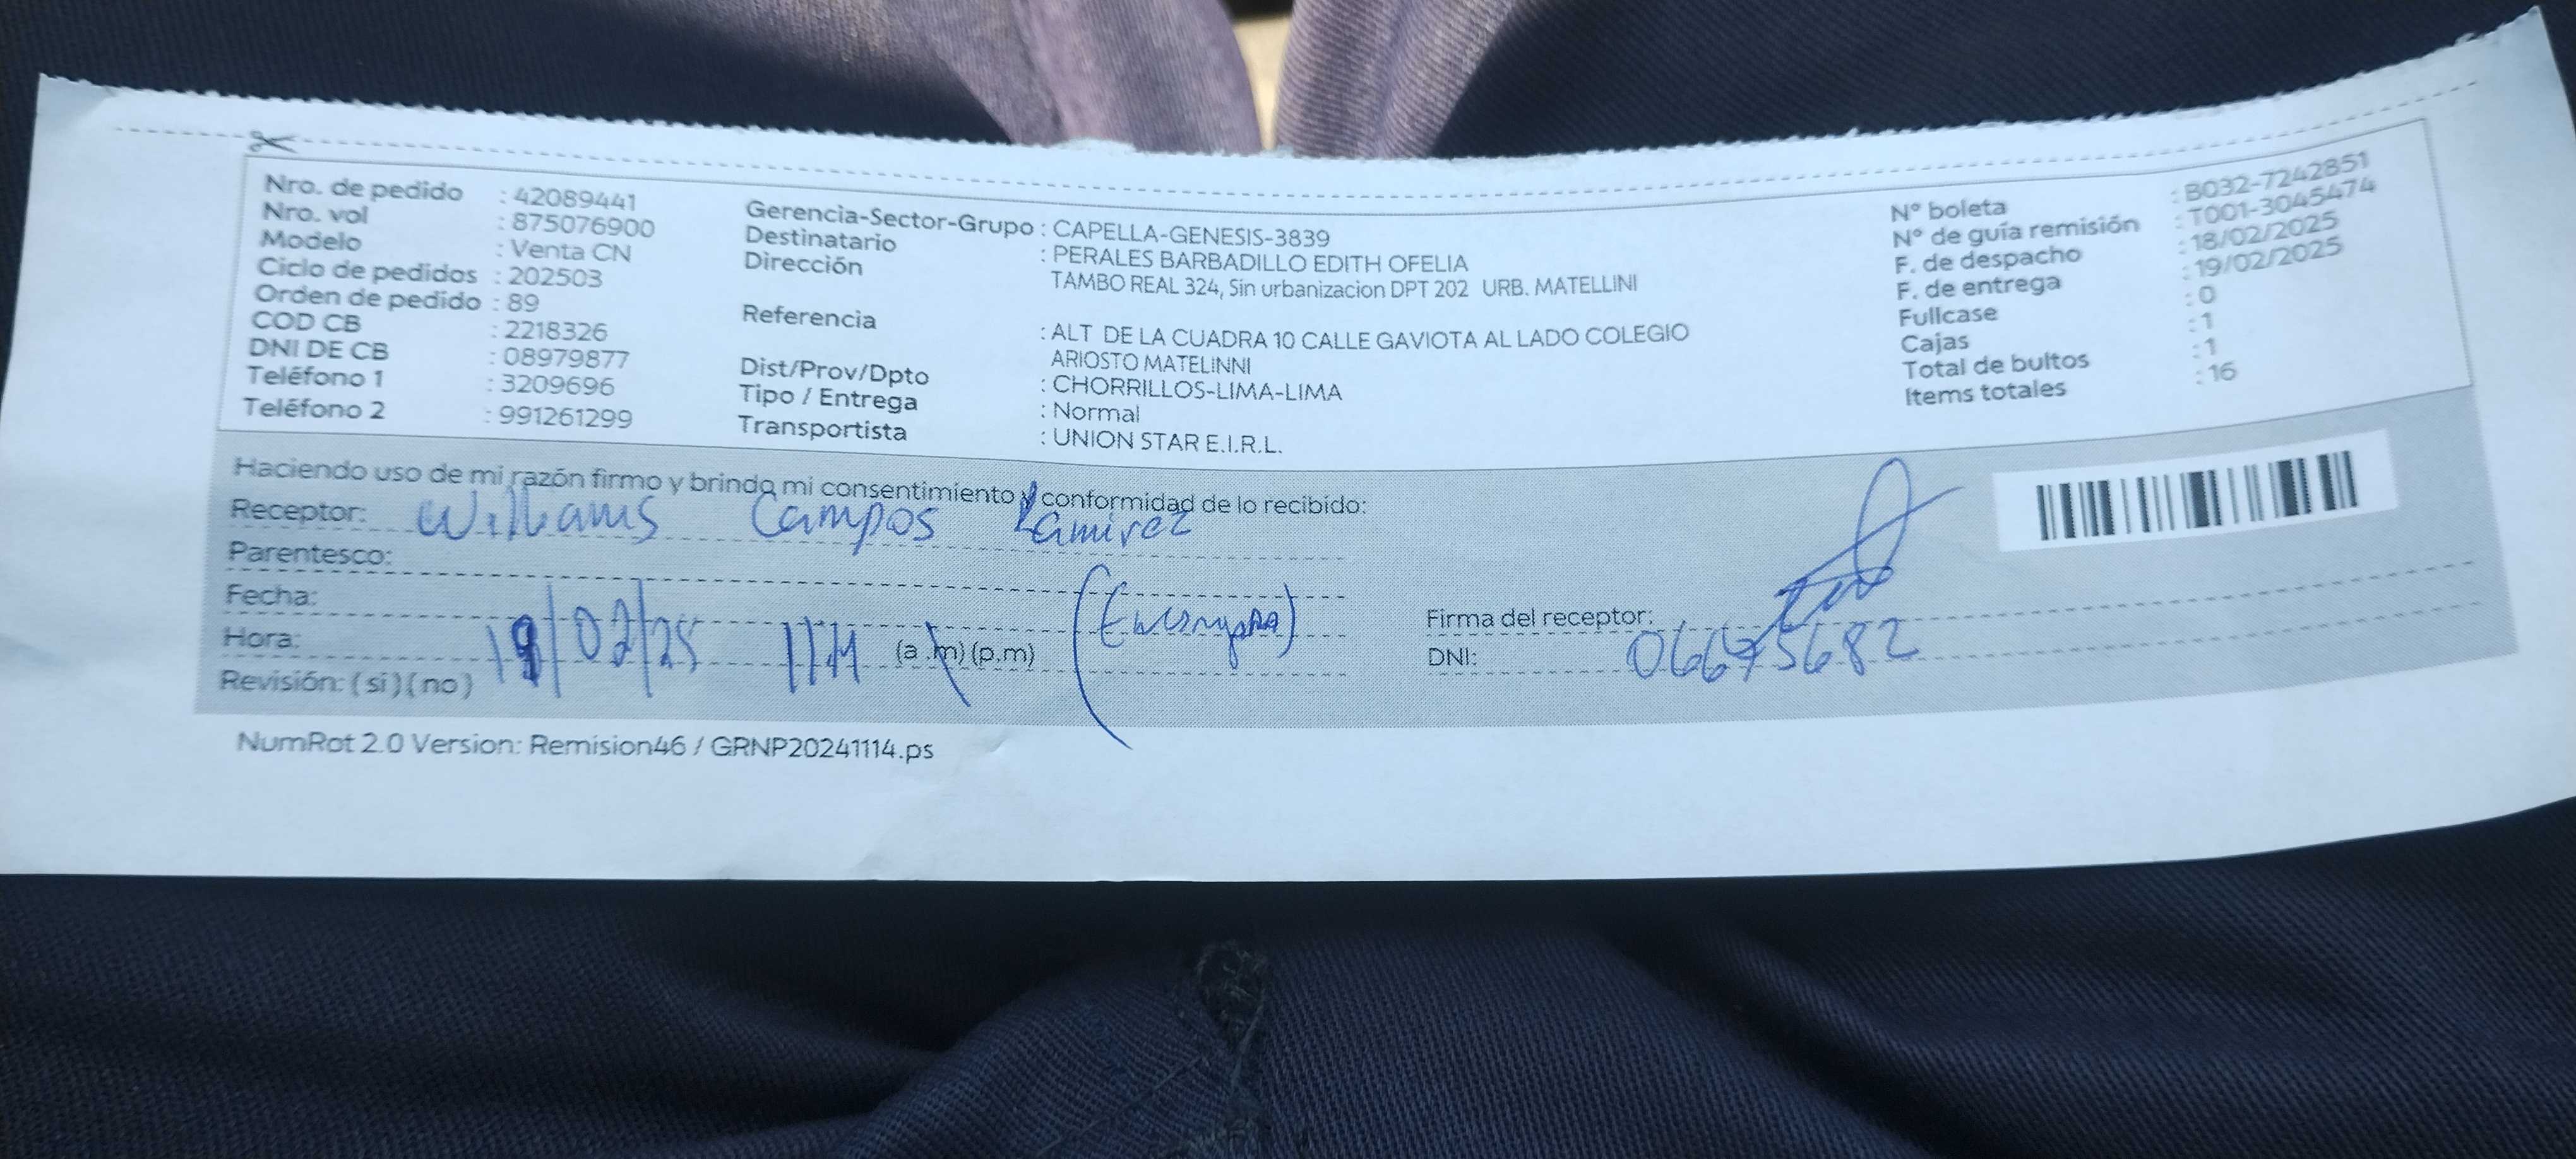 Nro. de pedido : 42089441
Nro. vol : 875076900
Modelo : Venta CN
Ciclo de pedidos : 202503
Orden de pedido : 89
COD CB : 2218326
DNI DE CB : 08979877
Teléfono 1 : 3209696
Teléfono 2 : 991261299
Gerencia-Sector-Grupo : CAPELLA-GENESIS-3839
Destinatario : PERALES BARBADILLO EDITH OFELIA
Dirección TAMBO REAL 324, Sin urbanizacion DPT 202 URB. MATELLINI
Referencia : ALT DE LA CUADRA 10 CALLE GAVIOTA AL LADO COLEGIO
ARIOSTO MATELINNI
Dist/Prov/Dpto : CHORRILLOS-LIMA-LIMA
Tipo / Entrega : Normal
Transportista : UNION STAR E.I.R.L.
N° boleta : B032-7242851
N° de guía remisión : T001-3045474
F. de despacho : 18/02/2025
F. de entrega : 19/02/2025
Fullcase : 0
Cajas : 1
Total de bultos : 1
Items totales : 16
Haciendo uso de mi razón firmo y brindo mi consentimiento y conformidad de lo recibido:
Receptor: Williams Campos Ramirez
Parentesco:
Fecha: 19/02/25
Hora: (a.m) (p.m)
Revisión: (si) (no)
Firma del receptor:
DNI:
NumRot 2.0 Version: Remision46 / GRNP20241114.ps